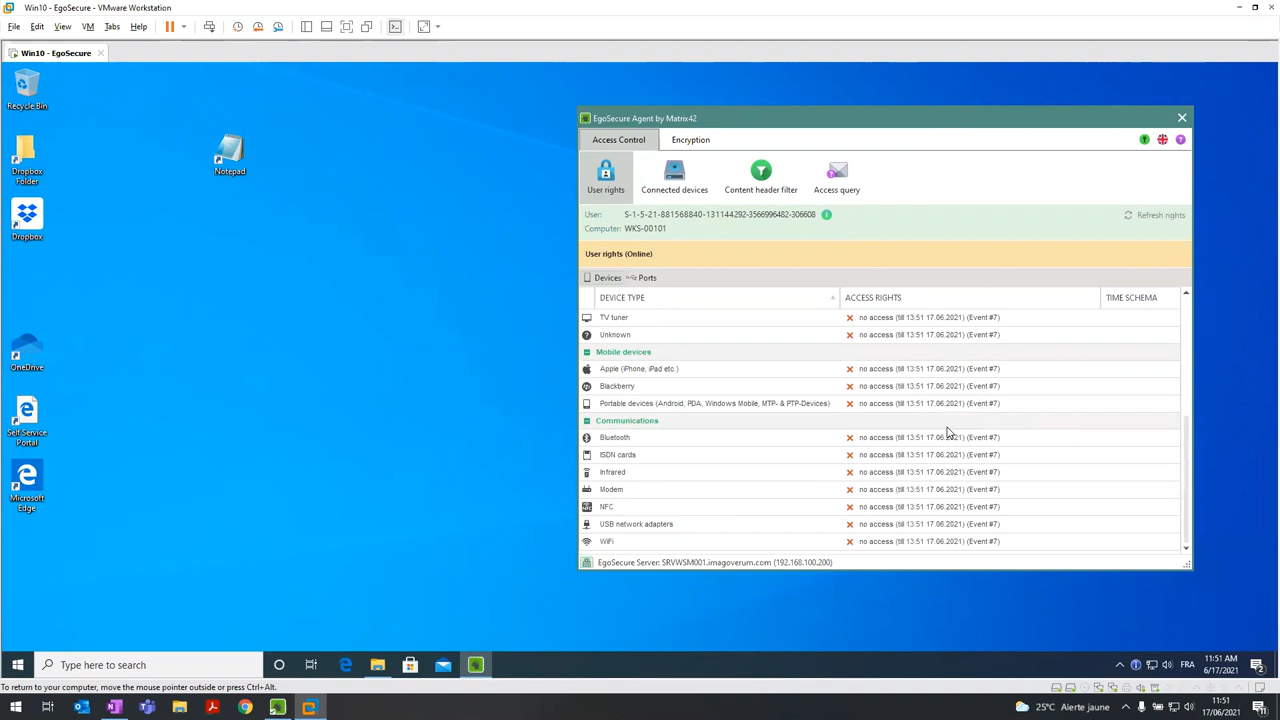 Win10 - EgoSecure - VMware Workstation
File Edit View VM Tabs Help
Win10 - EgoSecure
Recycle Bin
Dropbox
Folder
Notepad
Dropbox
OneDrive
Self Service
Portal
Microsoft
Edge
EgoSecure Agent by Matrix42
Access Control Encryption
User rights Connected devices Content header filter Access query
User: S-1-5-21-881568840-131144292-3566996482-306608 Refresh rights
Computer: WKS-00101
User rights (Online)
Devices Ports
DEVICE TYPE ACCESS RIGHTS TIME SCHEMA
TV tuner no access (till 13:51 17.06.2021) (Event #7)
Unknown no access (till 13:51 17.06.2021) (Event #7)
Mobile devices
Apple (iPhone, iPad etc.) no access (till 13:51 17.06.2021) (Event #7)
Blackberry no access (till 13:51 17.06.2021) (Event #7)
Portable devices (Android, PDA, Windows Mobile, MTP- & PTP-Devices) no access (till 13:51 17.06.2021) (Event #7)
Communications
Bluetooth no access (till 13:51 17.06.2021) (Event #7)
ISDN cards no access (till 13:51 17.06.2021) (Event #7)
Infrared no access (till 13:51 17.06.2021) (Event #7)
Modem no access (till 13:51 17.06.2021) (Event #7)
NFC no access (till 13:51 17.06.2021) (Event #7)
USB network adapters no access (till 13:51 17.06.2021) (Event #7)
WiFi no access (till 13:51 17.06.2021) (Event #7)
EgoSecure Server: SRVWSM001.imagoverum.com (192.168.100.200)
Type here to search
FRA
11:51 AM
6/17/2021
2
To return to your computer, move the mouse pointer outside or press Ctrl+Alt.
25°C Alerte jaune
11:51
17/06/2021
11